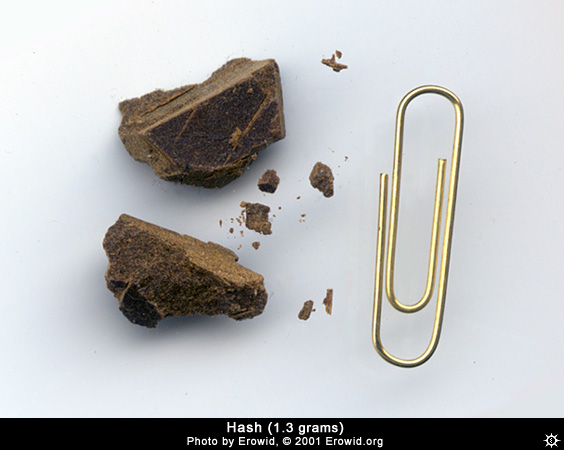 Hash (1.3 grams)
Photo by Erowid, © 2001 Erowid.org